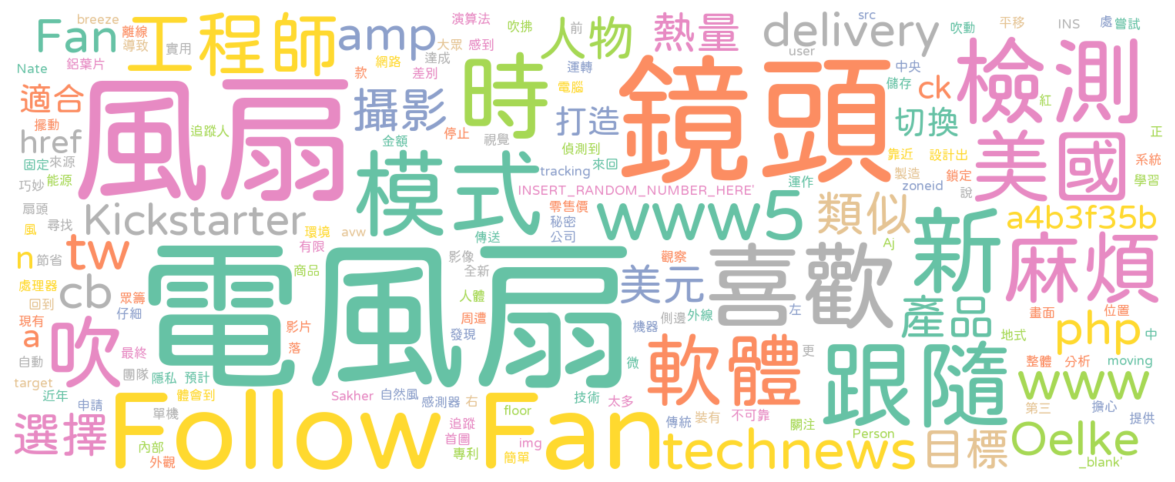 breeze
離線
演算法
吹拂
前
人物
熱量
delivery
src
吹動
平移
INS
處
嘗試
Fan
導致
工程師
amp
大眾
感到
user
中央
Nate
實用
網路
達成
運轉
儲存
鋁葉片
款
差別
時
電腦
鏡頭
ck
檢測
紅
適合
風扇
攝影
打造
切換
擺動
追蹤人
停止
視覺
偵測到
靠近
設計出
正
href
金額
來回
系統
固定
來源
模式
tracking
運作
製造
鎖定
說
美國
學習
巧妙
能源
INSERT_RANDOM_NUMBER_HERE'
zoneid
扇頭
Kickstarter
零售價
www5
類似
新
a4b3f35b
風
尋找
環境
avw
秘密
公司
Aj
tw
有限
傳送
麻煩
n
節省
電風扇
影像
觀察
喜歡
cb
商品
全新
美元
處理器
眾籌
人體
左
產品
畫面
位置
回到
仔細
周遭
側邊
外線
php
中
現有
影片
發現
機器
地式
a
吹
落
軟體
更
跟隨
自動
最終
整體
分析
moving
團隊
微
target
隱私
預計
www
近年
體會到
Sakher
自然風
感測器
右
技術
太多
第三
擔心
申請
Follow Fan
floor
傳統
裝有
不可靠
關注
提供
選擇
單機
追蹤
Person
Oelke
內部
首圖
img
technews
目標
外觀
專利
簡單
_blank'